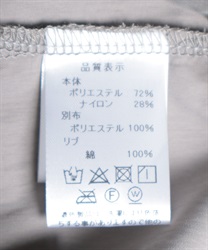 品質表示
本体
ポリエステル 72%
ナイロン 28%
別布
ポリエステル 100%
リブ
綿 100%